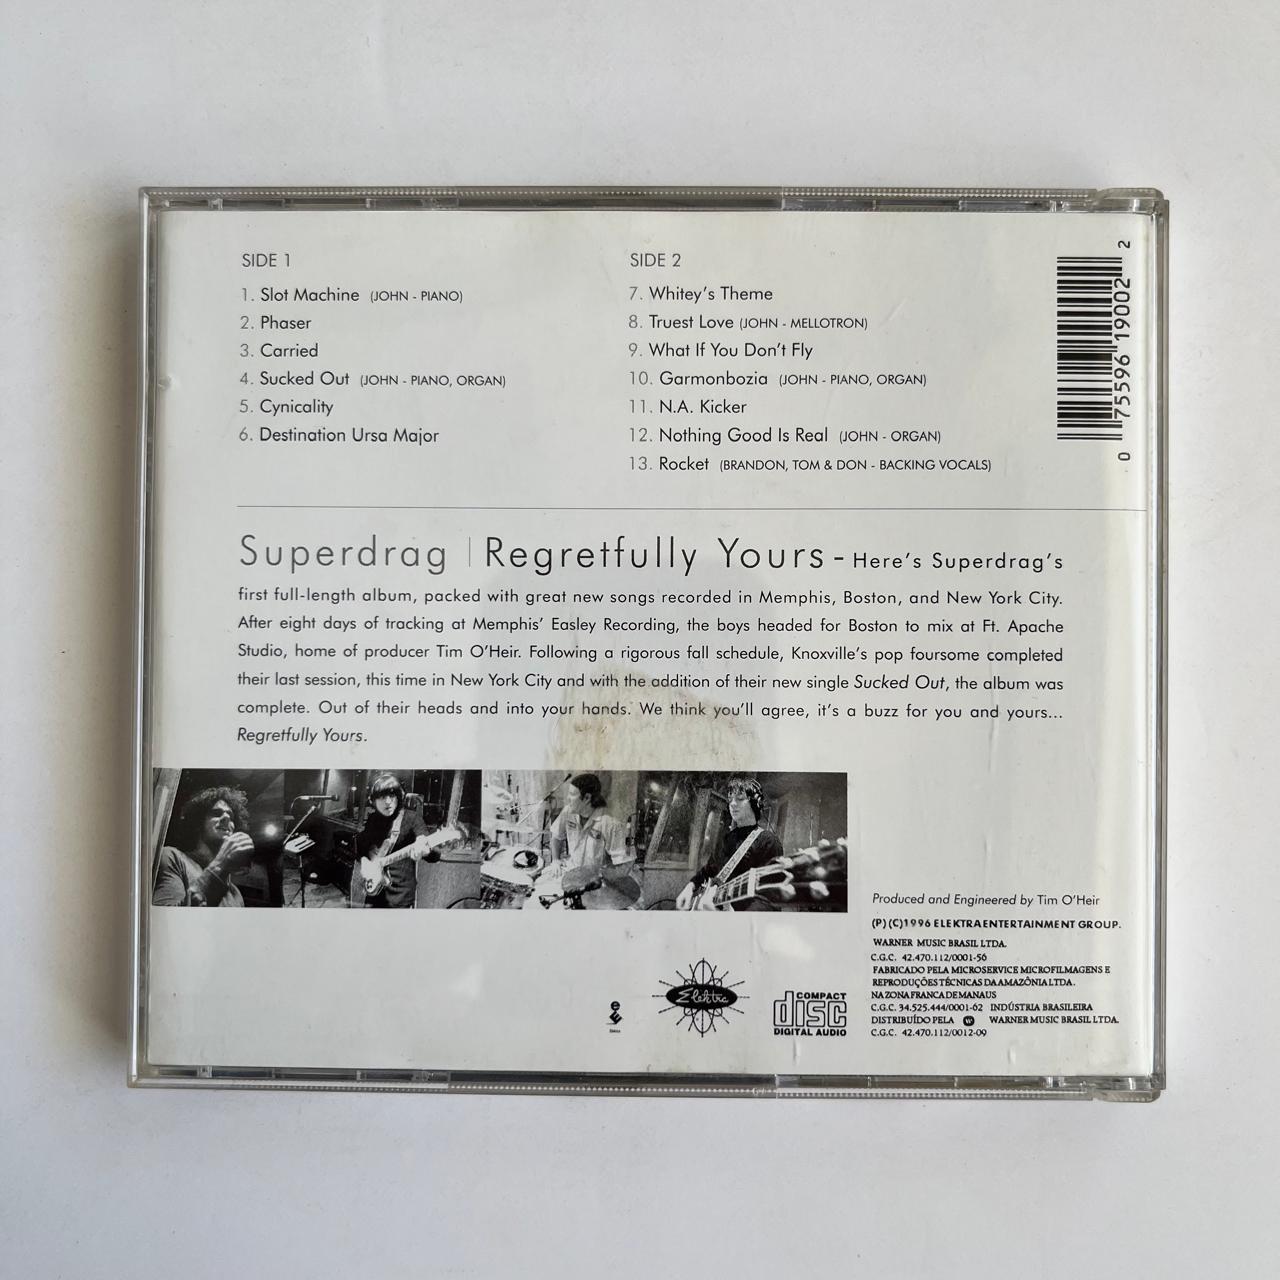 SIDE 1
1. Slot Machine (JOHN - PIANO)
2. Phaser
3. Carried
4. Sucked Out (JOHN - PIANO, ORGAN)
5. Cynicality
6. Destination Ursa Major
SIDE 2
7. Whitey's Theme
8. Truest Love (JOHN - MELLOTRON)
9. What If You Don't Fly
10. Garmonbozia (JOHN - PIANO, ORGAN)
11. N.A. Kicker
12. Nothing Good Is Real (JOHN - ORGAN)
13. Rocket (BRANDON, TOM & DON - BACKING VOCALS)
0 75596 19002 2
Superdrag | Regretfully Yours - Here's Superdrag's
first full-length album, packed with great new songs recorded in Memphis, Boston, and New York City.
After eight days of tracking at Memphis' Easley Recording, the boys headed for Boston to mix at Ft. Apache
Studio, home of producer Tim O'Heir. Following a rigorous fall schedule, Knoxville's pop foursome completed
their last session, this time in New York City and with the addition of their new single Sucked Out, the album was
complete. Out of their heads and into your hands. We think you'll agree, it's a buzz for you and yours...
Regretfully Yours.
Produced and Engineered by Tim O'Heir
(P)(C)1996 ELEKTRA ENTERTAINMENT GROUP.
WARNER MUSIC BRASIL LTDA.
C.G.C. 42.470.112/0001-56
FABRICADO PELA MICROSERVICE MICROFILMAGENS E
REPRODUÇÕES TÉCNICAS DA AMAZÔNIA LTDA.
NA ZONA FRANCA DE MANAUS
C.G.C. 34.525.444/0001-62 INDÚSTRIA BRASILEIRA
DISTRIBUÍDO PELA WARNER MUSIC BRASIL LTDA.
C.G.C. 42.470.112/0012-09
Elektra
COMPACT
disc
DIGITAL AUDIO